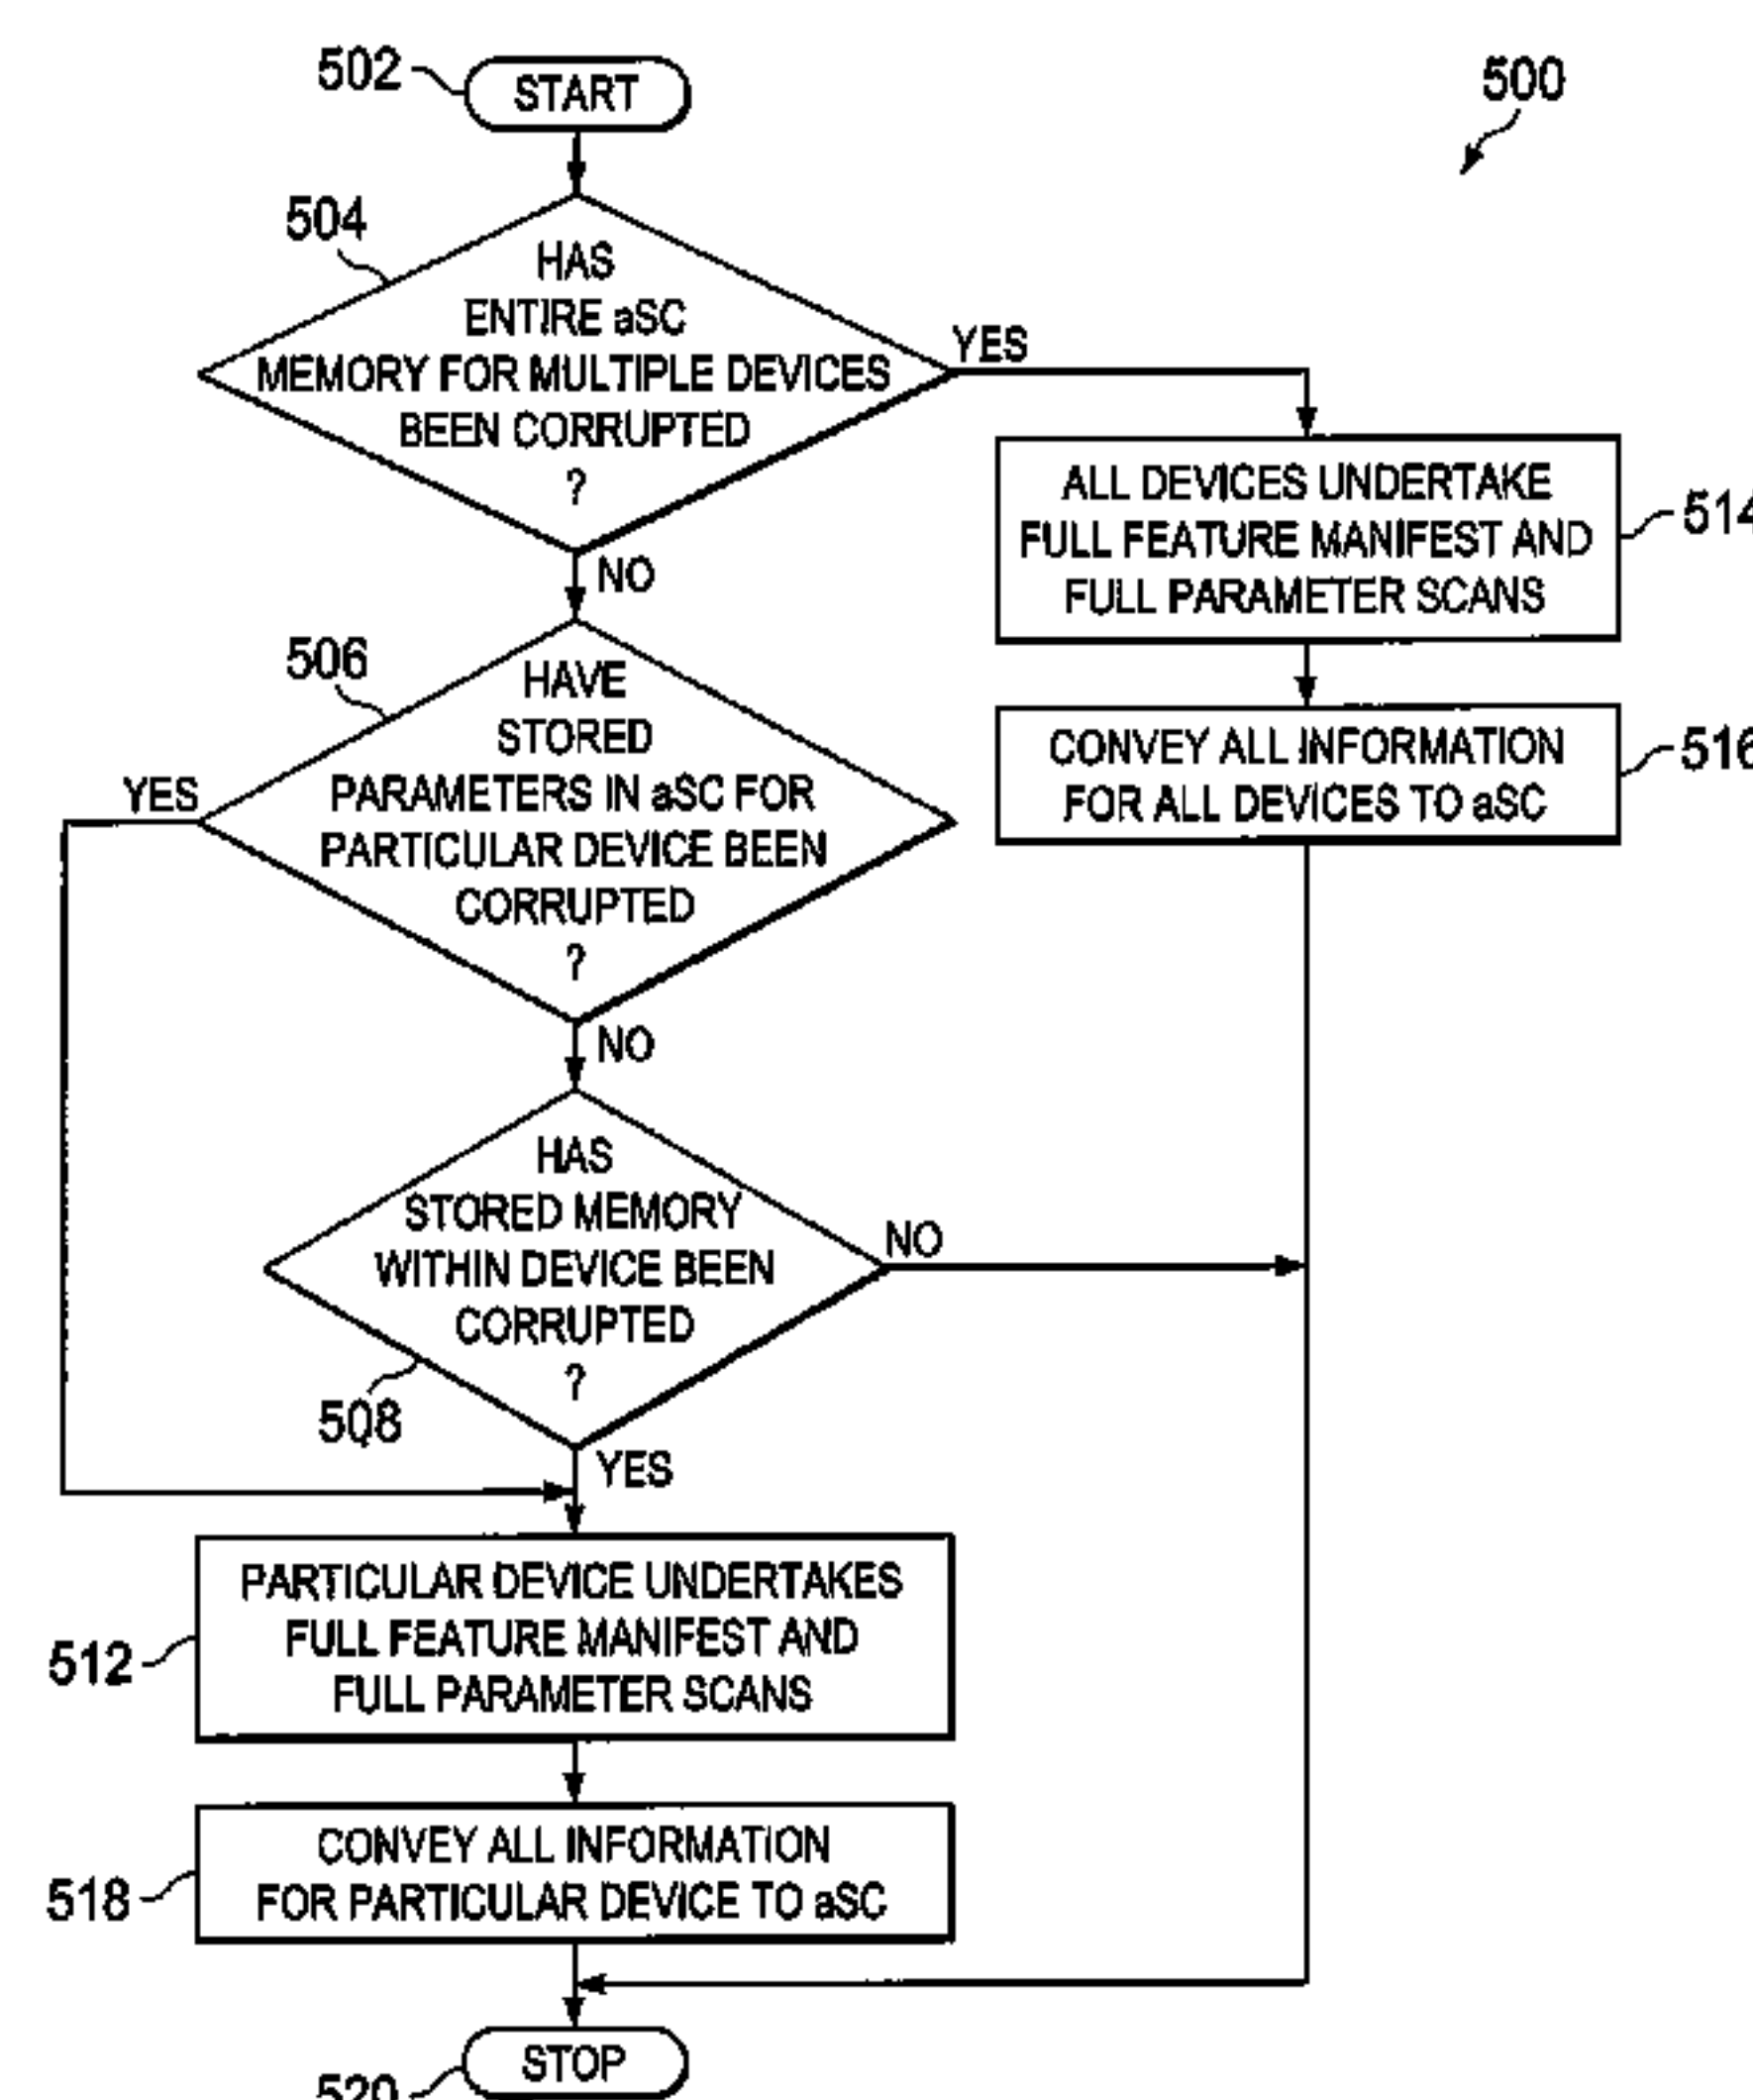 502
START
500
504
HAS
ENTIRE aSC
MEMORY FOR MULTIPLE DEVICES
BEEN CORRUPTED
?
YES
NO
ALL DEVICES UNDERTAKE
FULL FEATURE MANIFEST AND
FULL PARAMETER SCANS
514
CONVEY ALL INFORMATION
FOR ALL DEVICES TO aSC
516
506
HAVE
STORED
PARAMETERS IN aSC FOR
PARTICULAR DEVICE BEEN
CORRUPTED
?
YES
NO
HAS
STORED MEMORY
WITHIN DEVICE BEEN
CORRUPTED
?
508
NO
YES
PARTICULAR DEVICE UNDERTAKES
FULL FEATURE MANIFEST AND
FULL PARAMETER SCANS
512
CONVEY ALL INFORMATION
FOR PARTICULAR DEVICE TO aSC
518
STOP
520